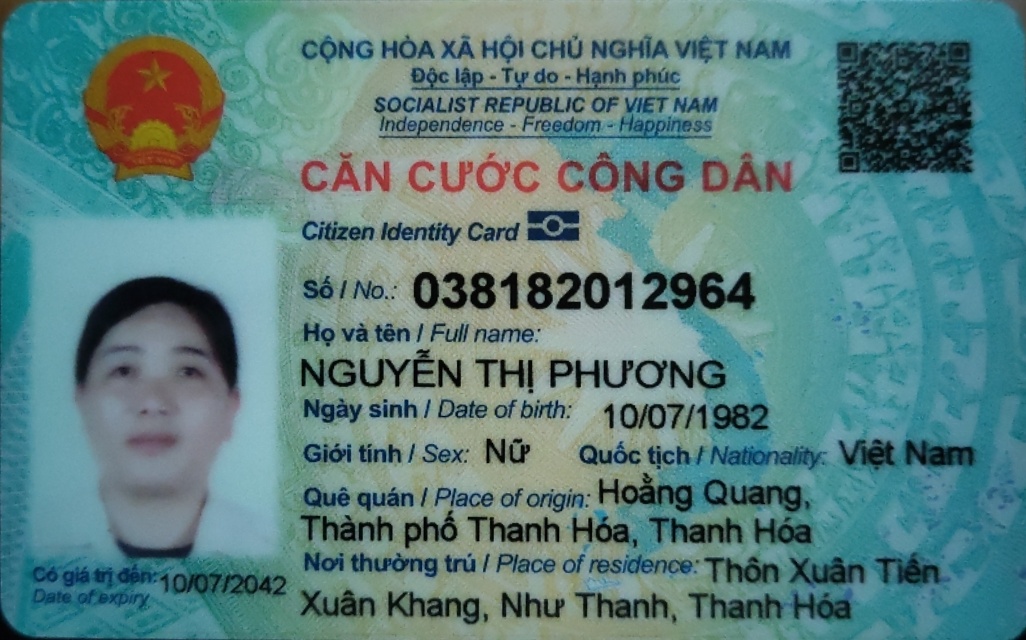 CỘNG HÒA XÃ HỘI CHỦ NGHĨA VIỆT NAM
Độc lập - Tự do - Hạnh phúc
SOCIALIST REPUBLIC OF VIET NAM
Independence - Freedom - Happiness
CĂN CƯỚC CÔNG DÂN
Citizen Identity Card
Số / No.: 038182012964
Họ và tên / Full name:
NGUYỄN THỊ PHƯƠNG
Ngày sinh / Date of birth: 10/07/1982
Giới tính / Sex: Nữ Quốc tịch / Nationality: Việt Nam
Quê quán / Place of origin: Hoằng Quang,
Thành phố Thanh Hóa, Thanh Hóa
Nơi thường trú / Place of residence: Thôn Xuân Tiến
Xuân Khang, Như Thanh, Thanh Hóa
Có giá trị đến: 10/07/2042
Date of expiry
VIỆT NAM